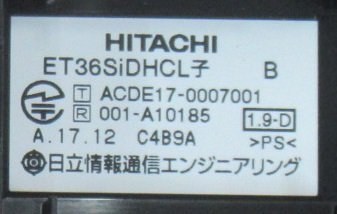 HITACHI
ET36SiDHCL子 B
T ACDE17-0007001
R 001-A10185 1.9-D
A.17.12 C4B9A >PS<
日立情報通信エンジニアリング